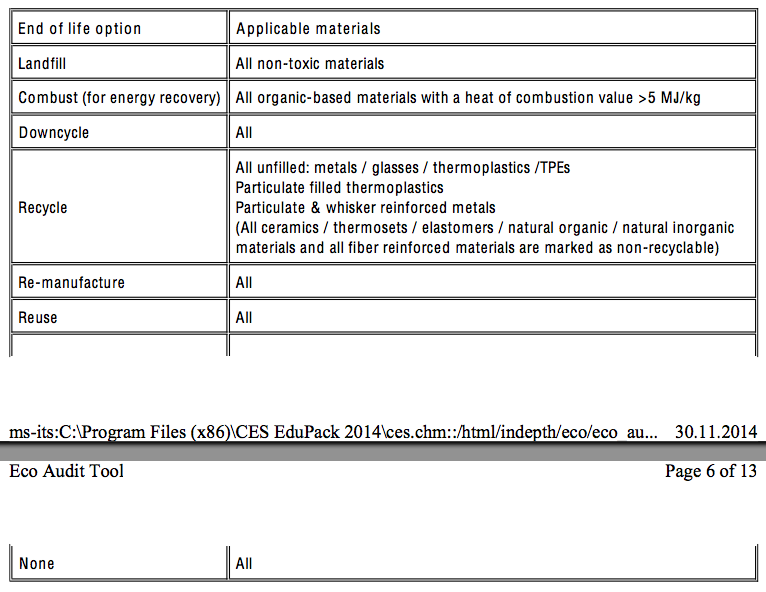 End of life option Applicable materials
Landfill All non-toxic materials
Combust (for energy recovery) All organic-based materials with a heat of combustion value >5 MJ/kg
Downcycle All
Recycle
All unfilled: metals / glasses / thermoplastics /TPEs
Particulate filled thermoplastics
Particulate & whisker reinforced metals
(All ceramics / thermosets / elastomers / natural organic / natural inorganic
materials and all fiber reinforced materials are marked as non-recyclable)
Re-manufacture All
Reuse All
ms-its:C:\Program Files (x86)\CES EduPack 2014\ces.chm::/html/indepth/eco/eco_au... 30.11.2014
Eco Audit Tool Page 6 of 13
None All